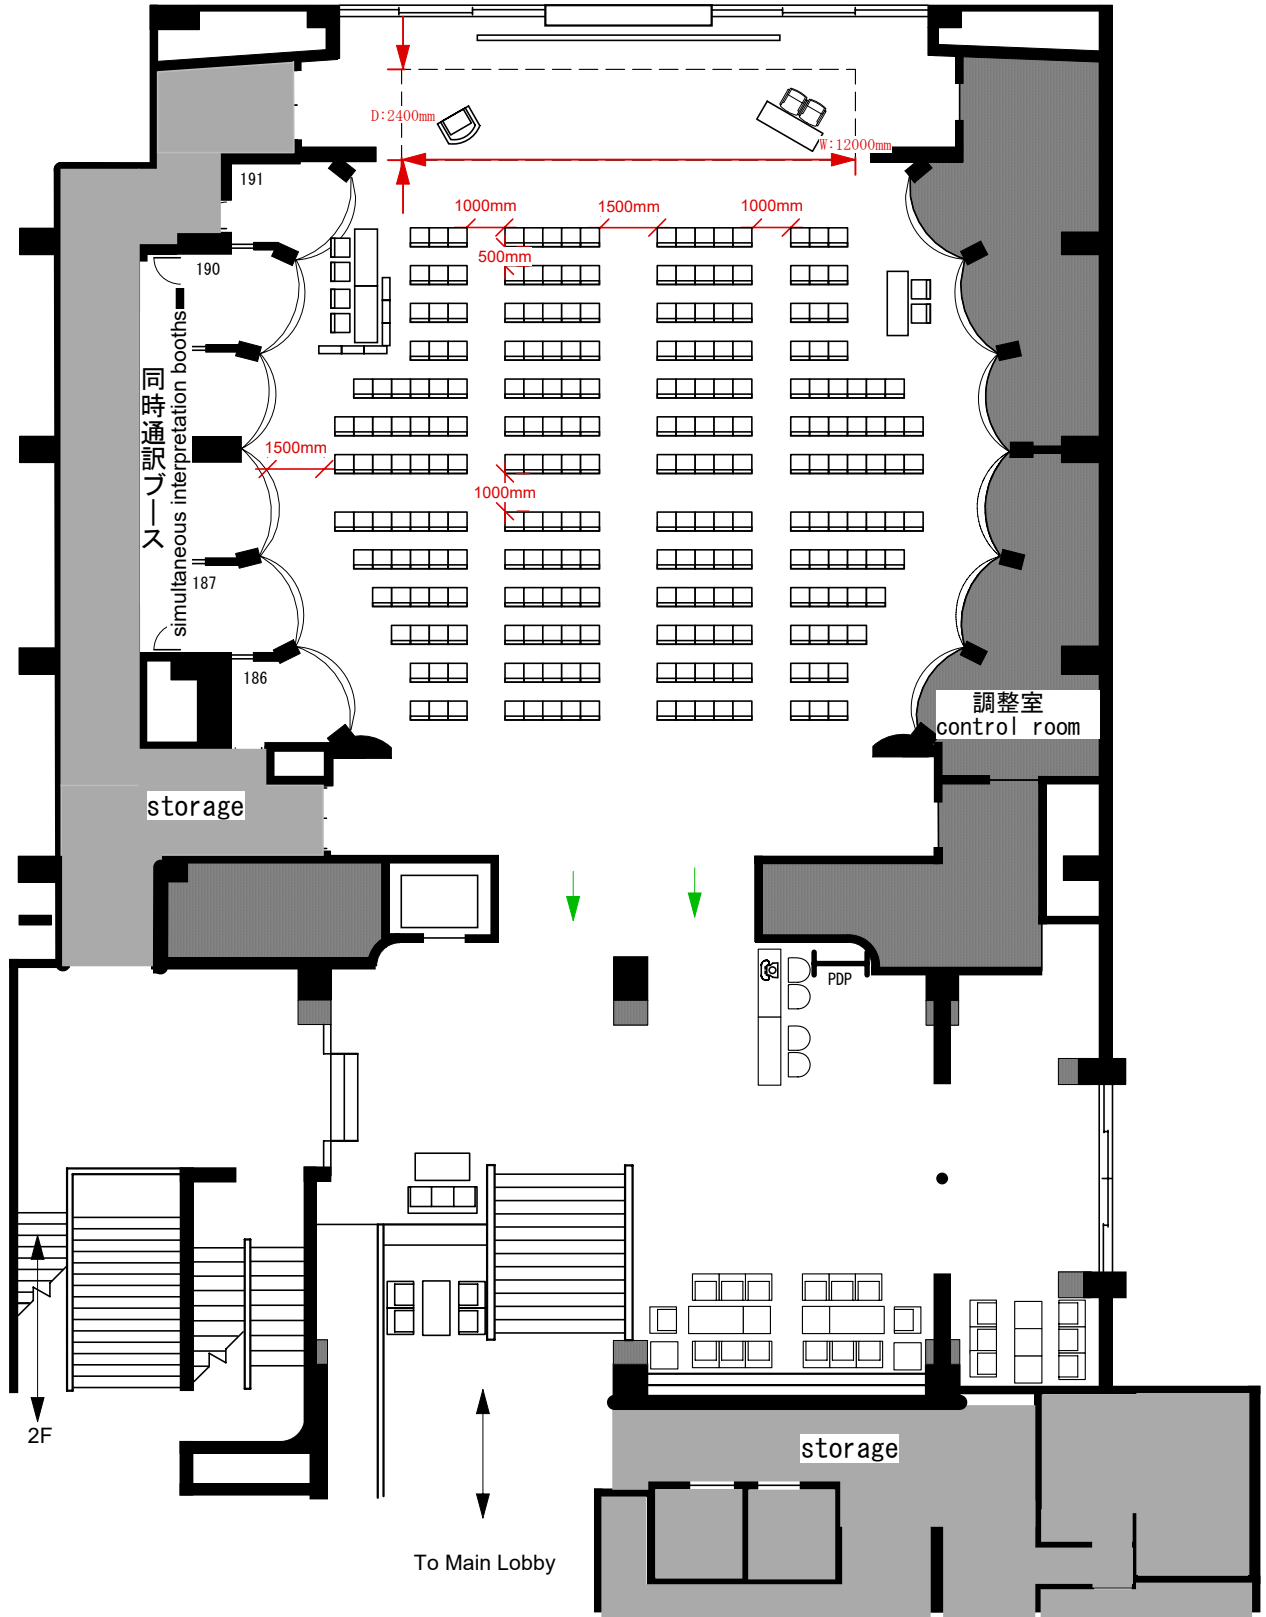 D:2400mm
W:12000mm
191
1000mm
1500mm
1000mm
500mm
190
同時通訳ブース
simultaneous interpretation booths
1500mm
1000mm
187
186
調整室
control room
storage
PDP
2F
storage
To Main Lobby